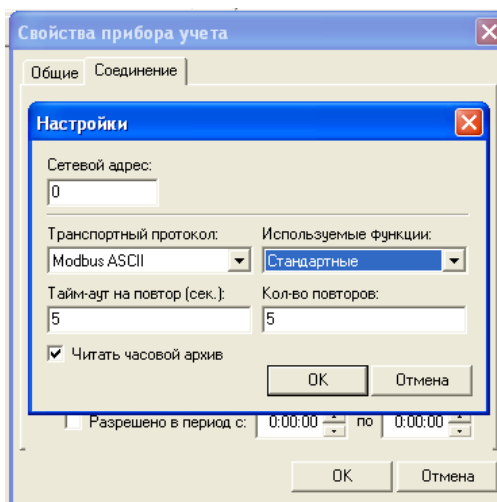 Свойства прибора учета
Общие Соединение
Настройки
Сетевой адрес:
0
Транспортный протокол: Используемые функции:
Modbus ASCII Стандартные
Тайм-аут на повтор (сек.): Кол-во повторов:
5 5
Читать часовой архив
OK Отмена
Разрешено в период с: 0:00:00 по 0:00:00
OK Отмена